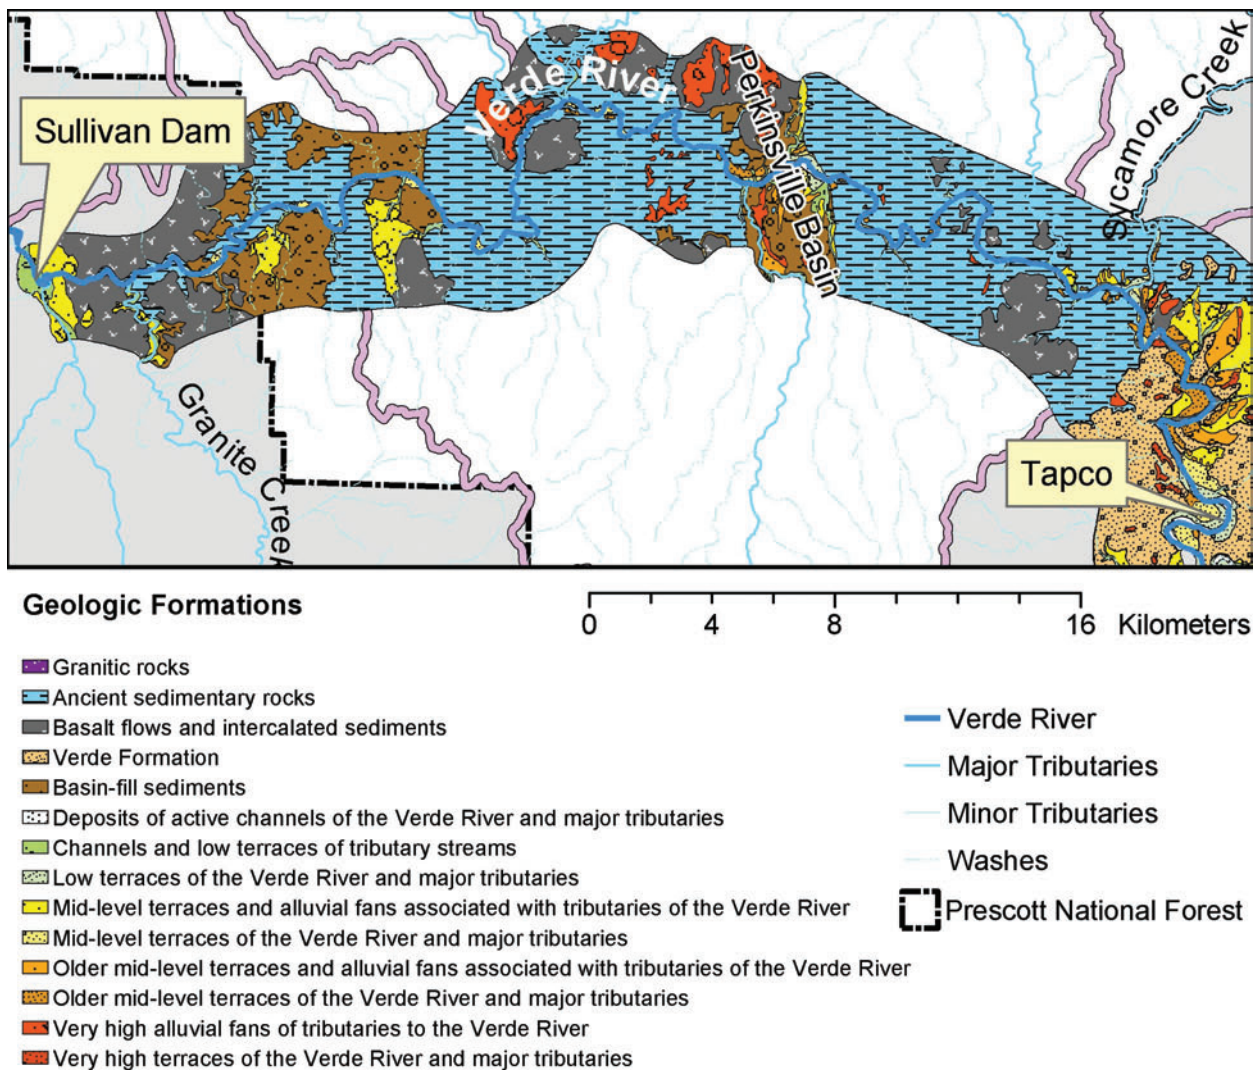 Sullivan Dam
Verde River
Perkinsville Basin
Sycamore Creek
Granite Creek
Tapco
Geologic Formations
0 4 8 16 Kilometers
Granitic rocks
Ancient sedimentary rocks
Basalt flows and intercalated sediments
Verde Formation
Basin-fill sediments
Deposits of active channels of the Verde River and major tributaries
Channels and low terraces of tributary streams
Low terraces of the Verde River and major tributaries
Mid-level terraces and alluvial fans associated with tributaries of the Verde River
Mid-level terraces of the Verde River and major tributaries
Older mid-level terraces and alluvial fans associated with tributaries of the Verde River
Older mid-level terraces of the Verde River and major tributaries
Very high alluvial fans of tributaries to the Verde River
Very high terraces of the Verde River and major tributaries
Verde River
Major Tributaries
Minor Tributaries
Washes
Prescott National Forest